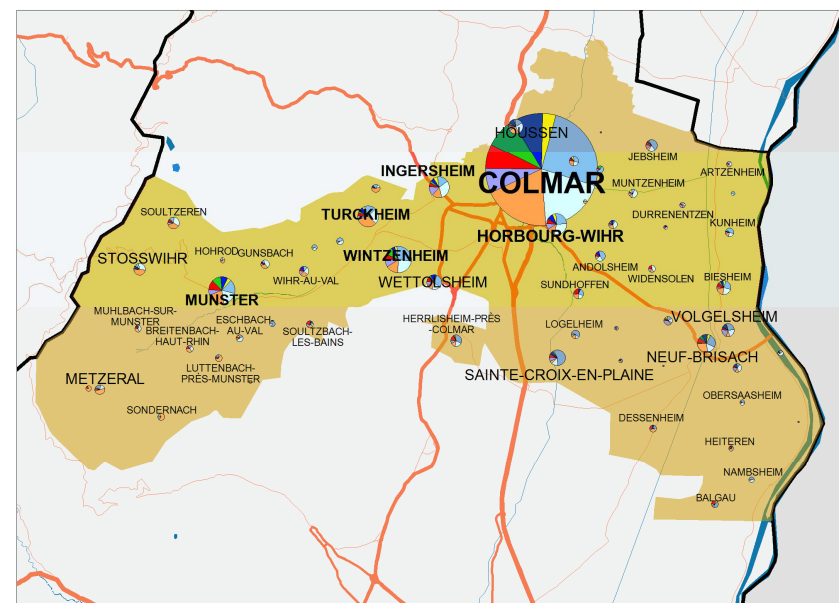 HOUSSEN
JEBSHEIM
INGERSHEIM
COLMAR
ARTZENHEIM
MUNTZENHEIM
SOULTZEREN
TURCKHEIM
DURRENENTZEN
KUNHEIM
HORBOURG-WIHR
HOHROD
GUNSBACH
STOSSWIHR
WINTZENHEIM
ANDOLSHEIM
WIDENSOLEN
WIHR-AU-VAL
WETTOLSHEIM
SUNDHOFFEN
BIESHEIM
MUNSTER
MUHLBACH-SUR-
MUNSTER
ESCHBACH-
AU-VAL
BREITENBACH-
HAUT-RHIN
SOULTZBACH-
LES-BAINS
HERRLISHEIM-PRÈS
-COLMAR
LOGELHEIM
VOLGELSHEIM
NEUF-BRISACH
LUTTENBACH-
PRÈS-MUNSTER
METZERAL
SAINTE-CROIX-EN-PLAINE
OBERSAASHEIM
SONDERNACH
DESSENHEIM
HEITEREN
NAMBSHEIM
BALGAU